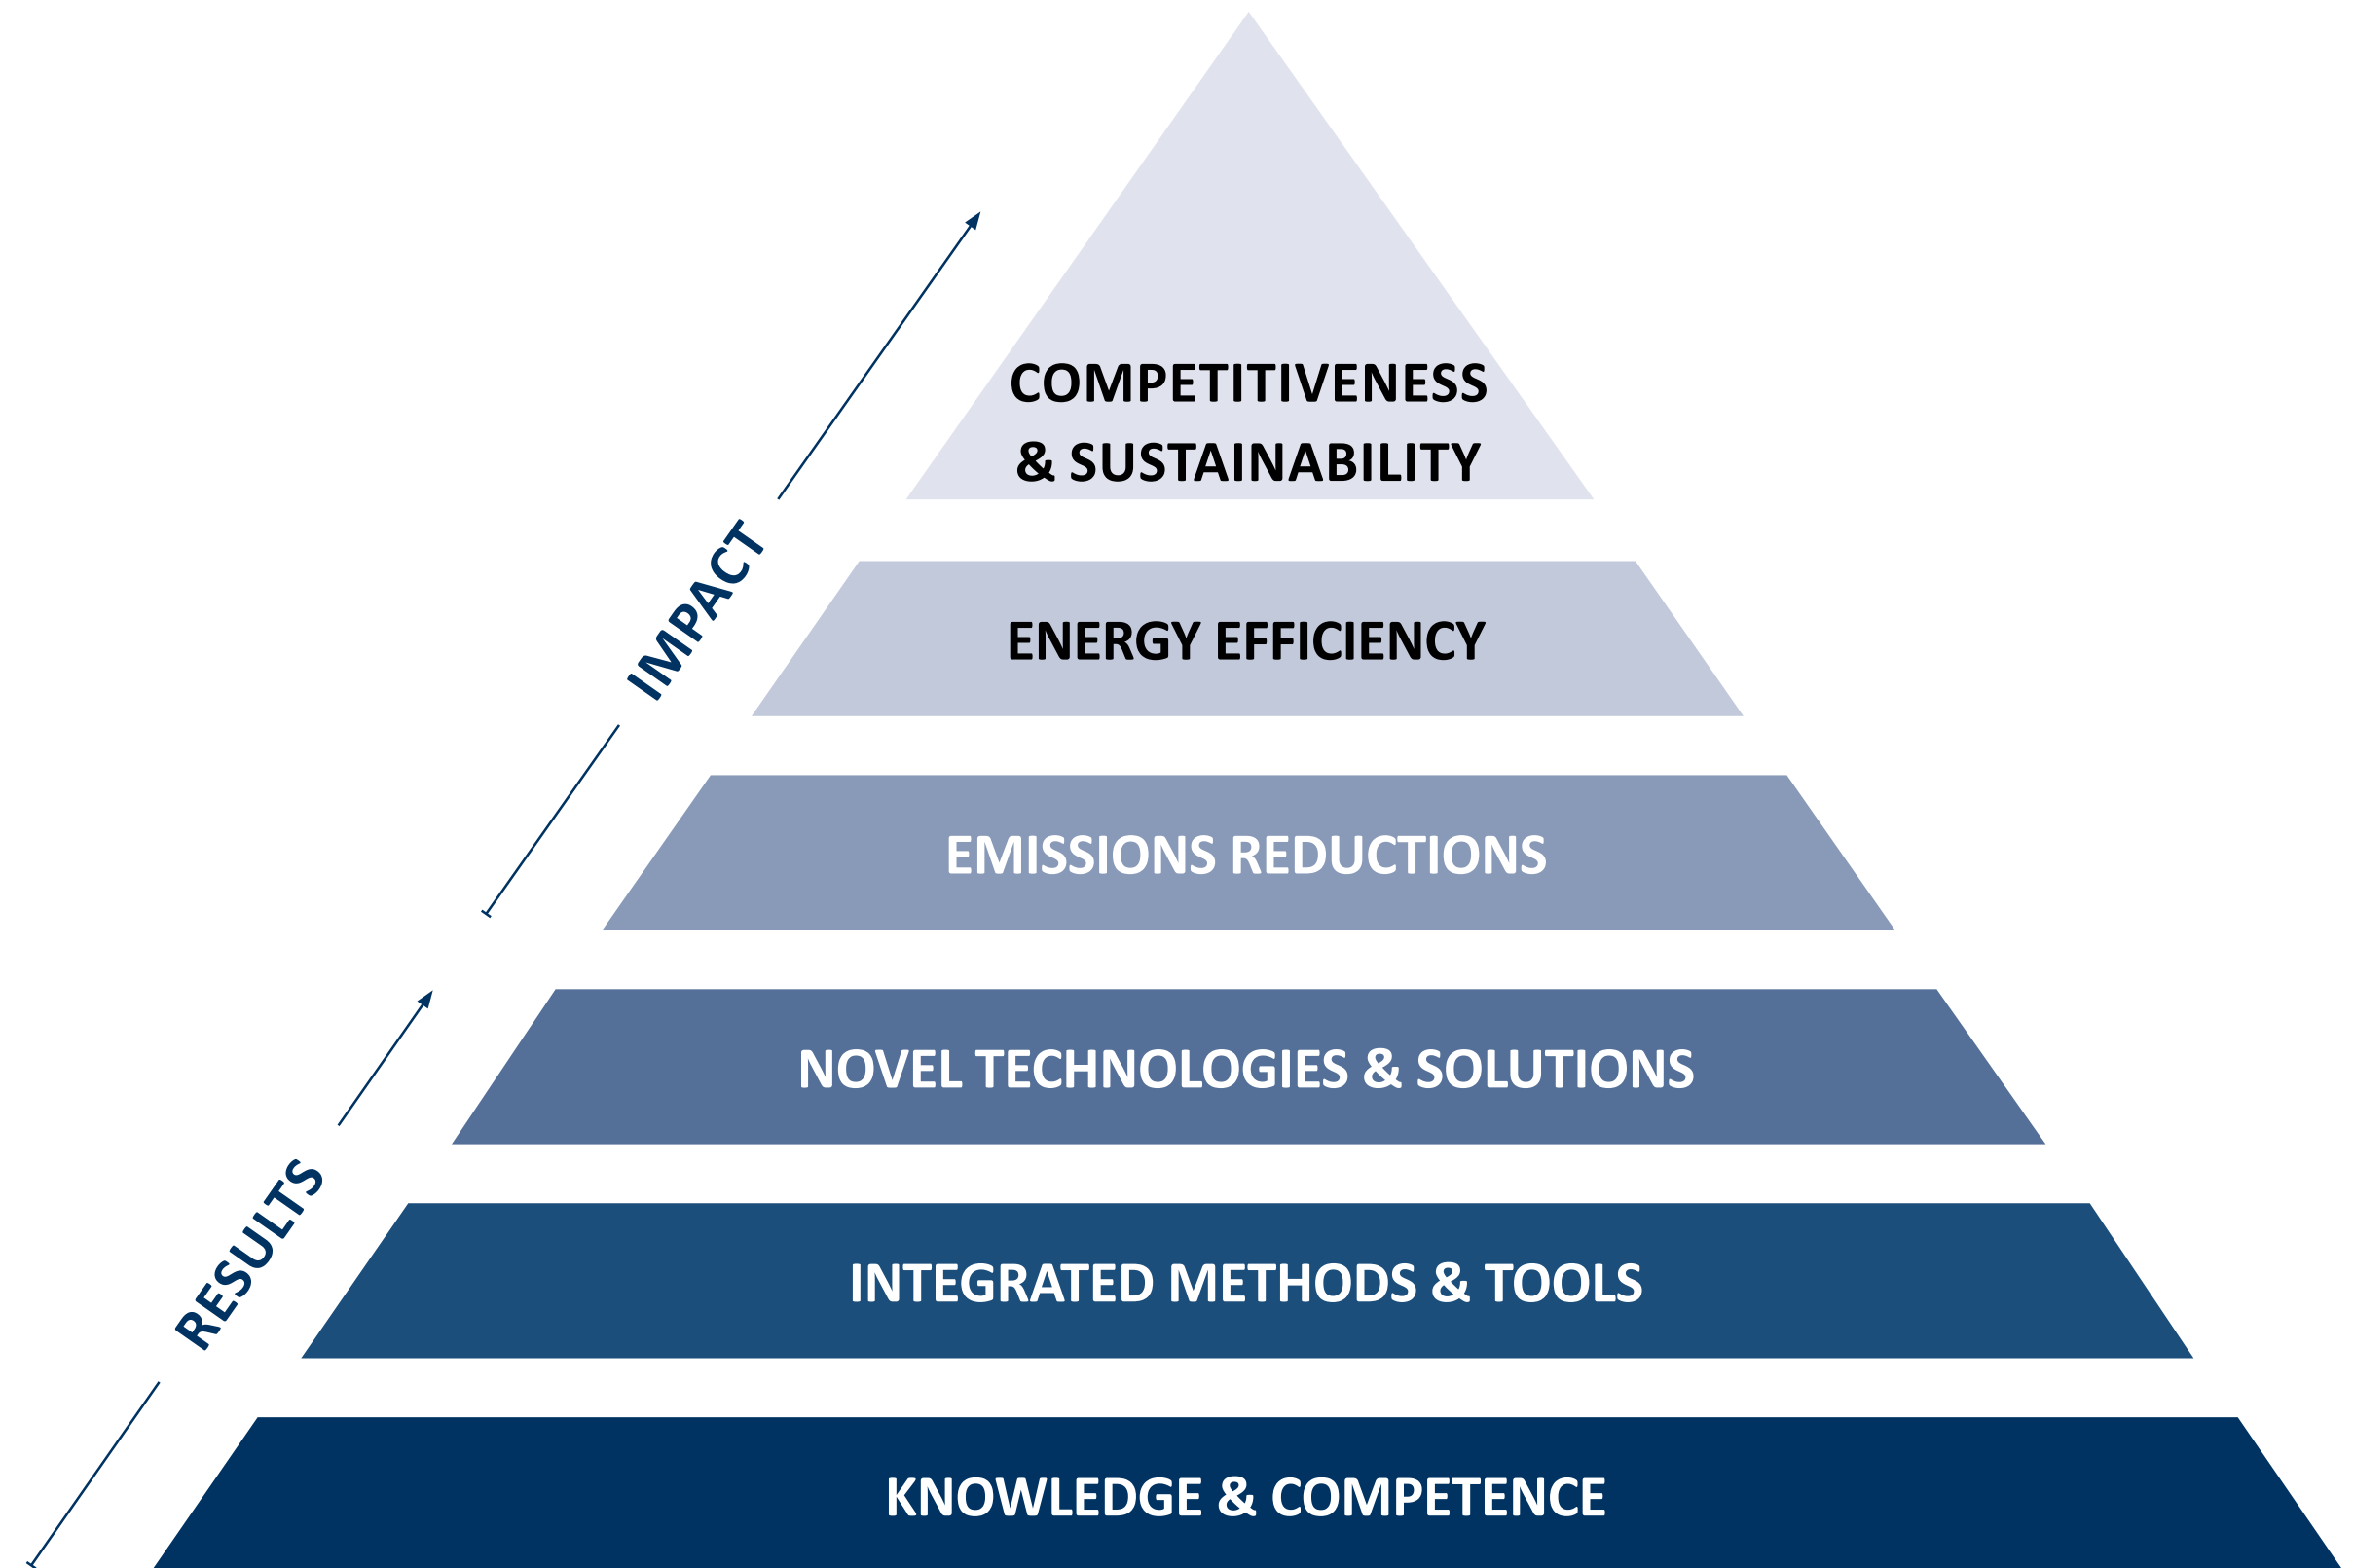 COMPETITIVENESS
& SUSTAINABILITY
ENERGY EFFICIENCY
IMPACT
EMISSIONS REDUCTIONS
NOVEL TECHNOLOGIES & SOLUTIONS
INTEGRATED METHODS & TOOLS
RESULTS
KNOWLEDGE & COMPETENCE